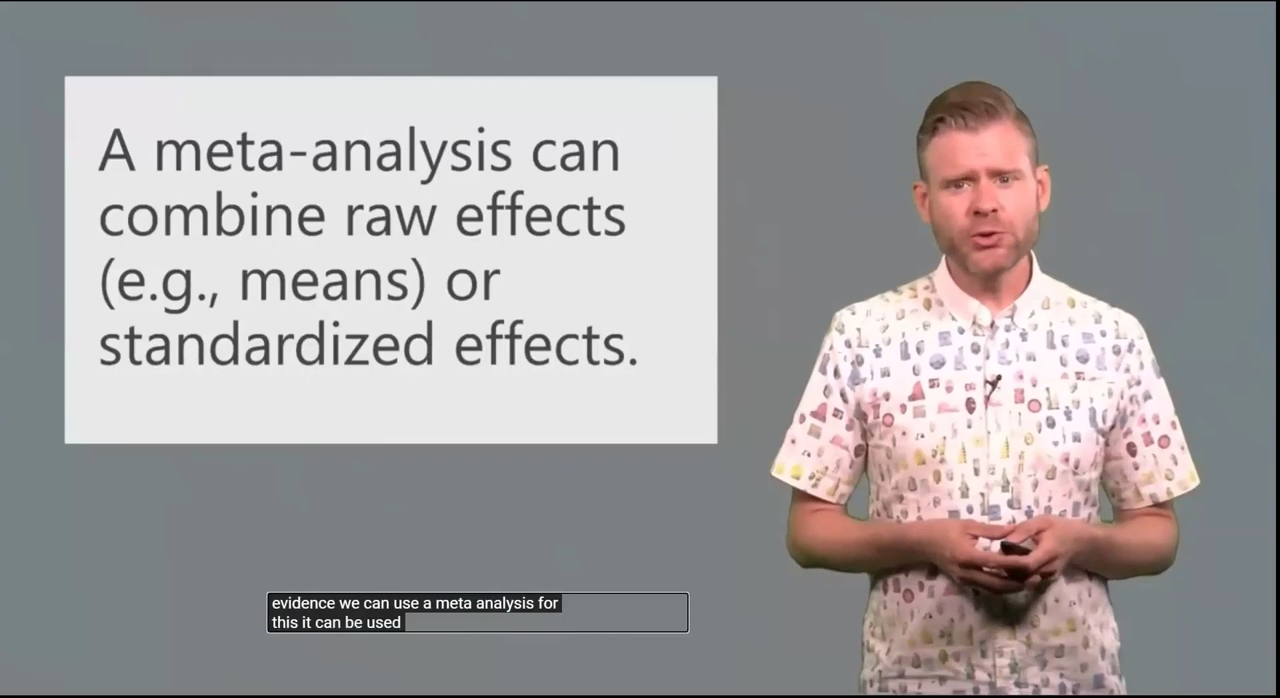 A meta-analysis can
combine raw effects
(e.g., means) or
standardized effects.
evidence we can use a meta analysis for
this it can be used